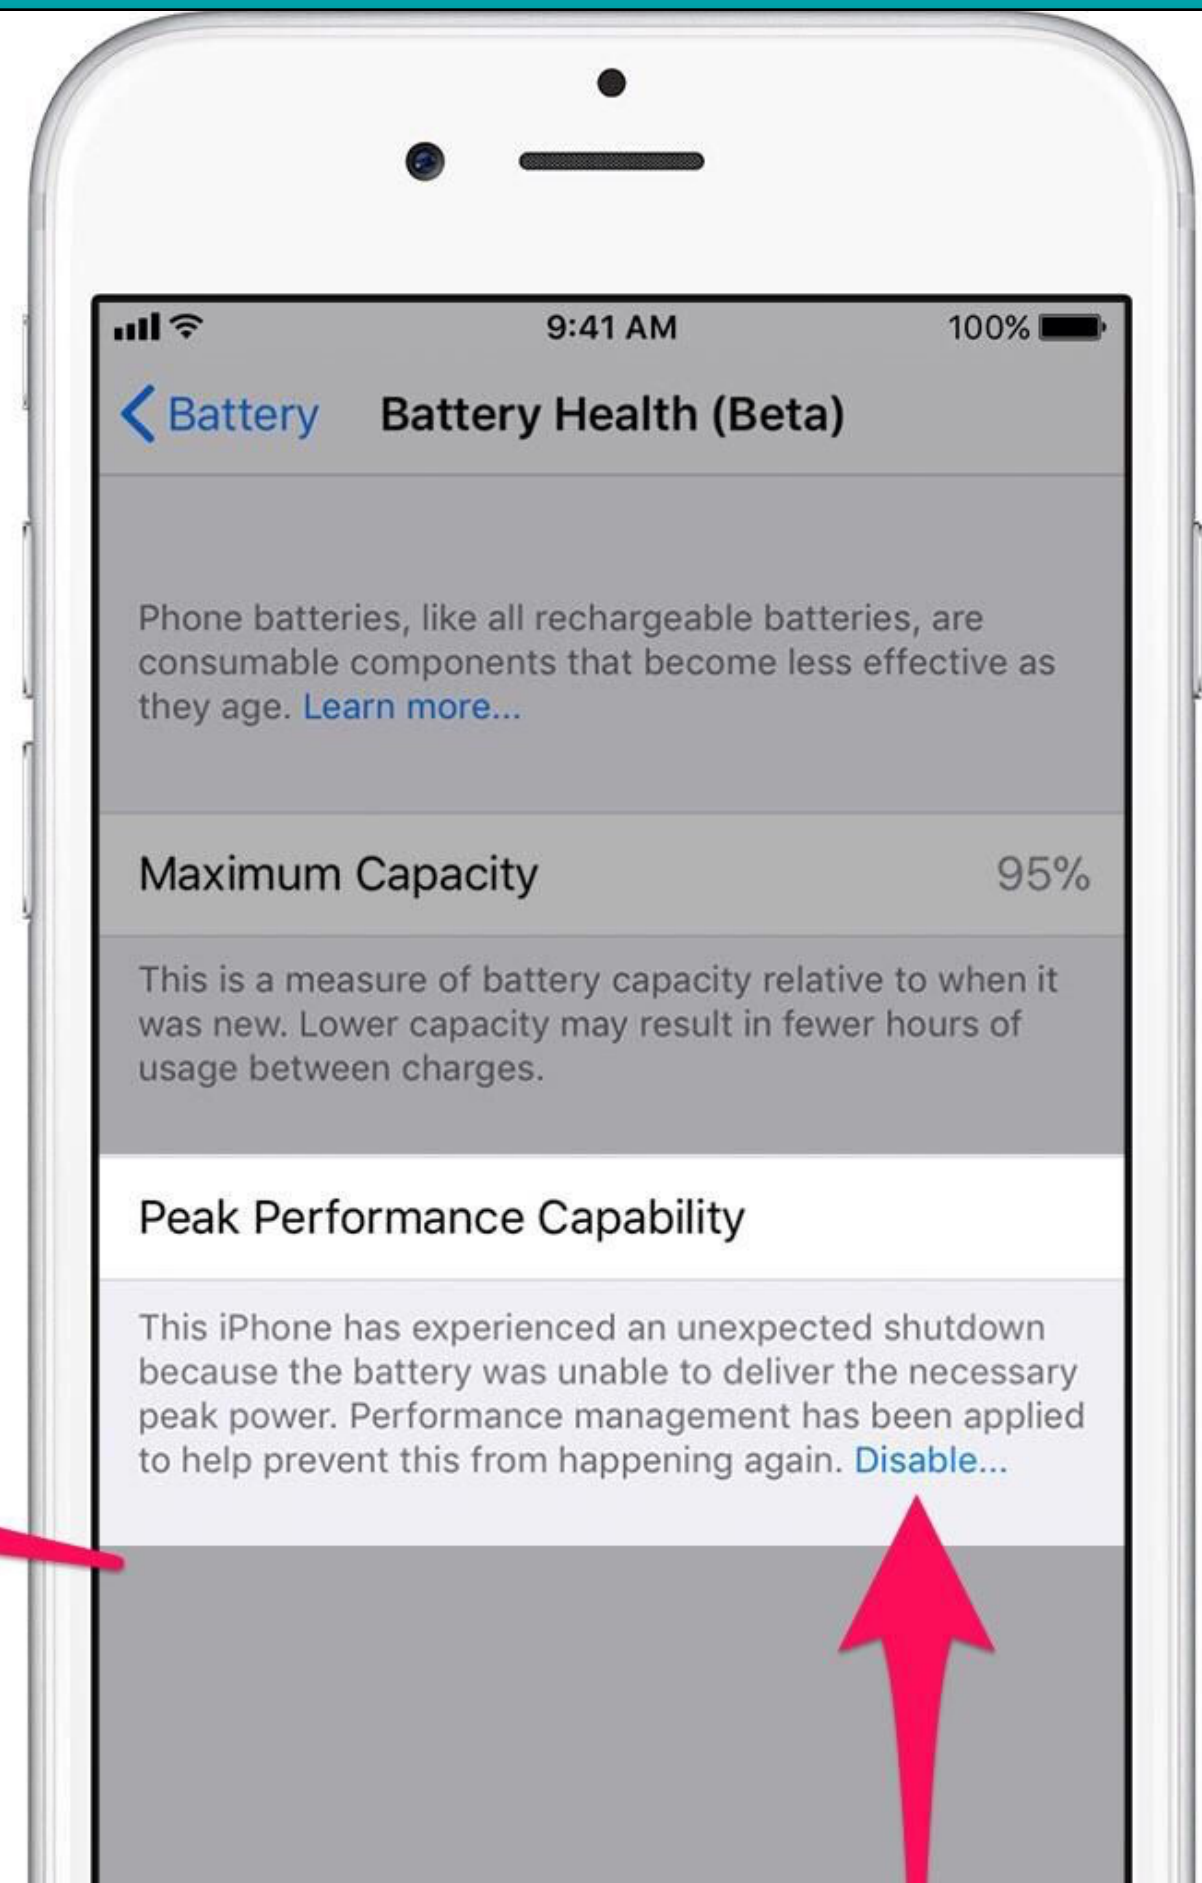 9:41 AM
100%
Battery
Battery Health (Beta)
Phone batteries, like all rechargeable batteries, are
consumable components that become less effective as
they age. Learn more...
Maximum Capacity
95%
This is a measure of battery capacity relative to when it
was new. Lower capacity may result in fewer hours of
usage between charges.
Peak Performance Capability
This iPhone has experienced an unexpected shutdown
because the battery was unable to deliver the necessary
peak power. Performance management has been applied
to help prevent this from happening again. Disable...